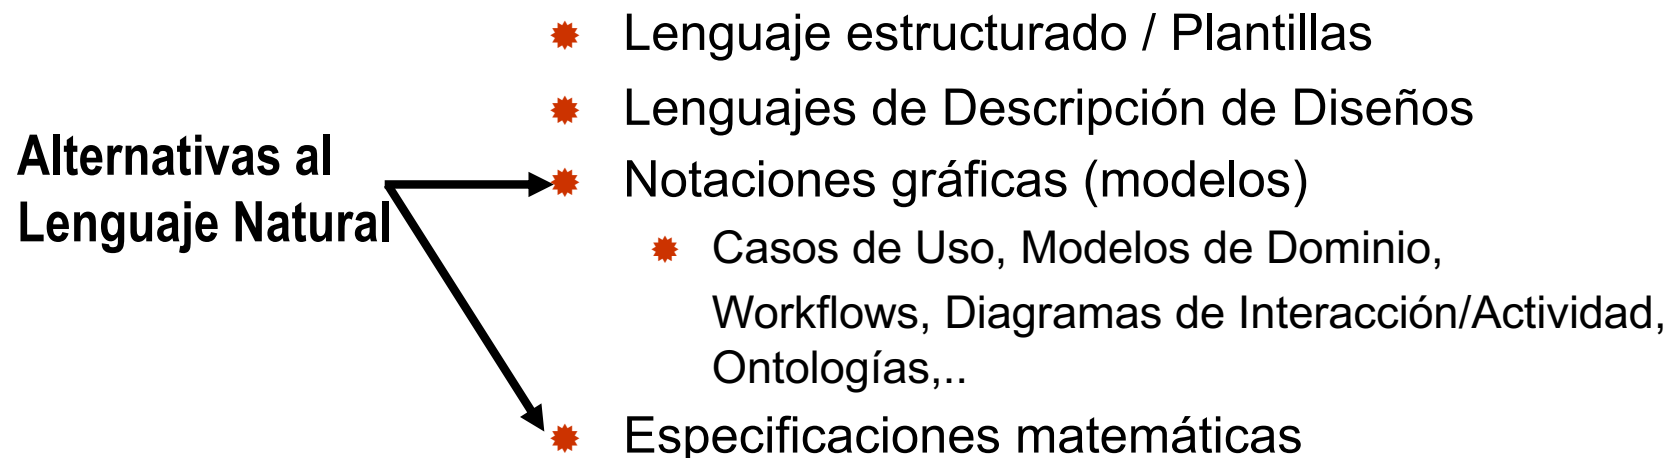 Lenguaje estructurado / Plantillas
Lenguajes de Descripción de Diseños
Alternativas al
Lenguaje Natural
Notaciones gráficas (modelos)
Casos de Uso, Modelos de Dominio,
Workflows, Diagramas de Interacción/Actividad,
Ontologías,..
Especificaciones matemáticas